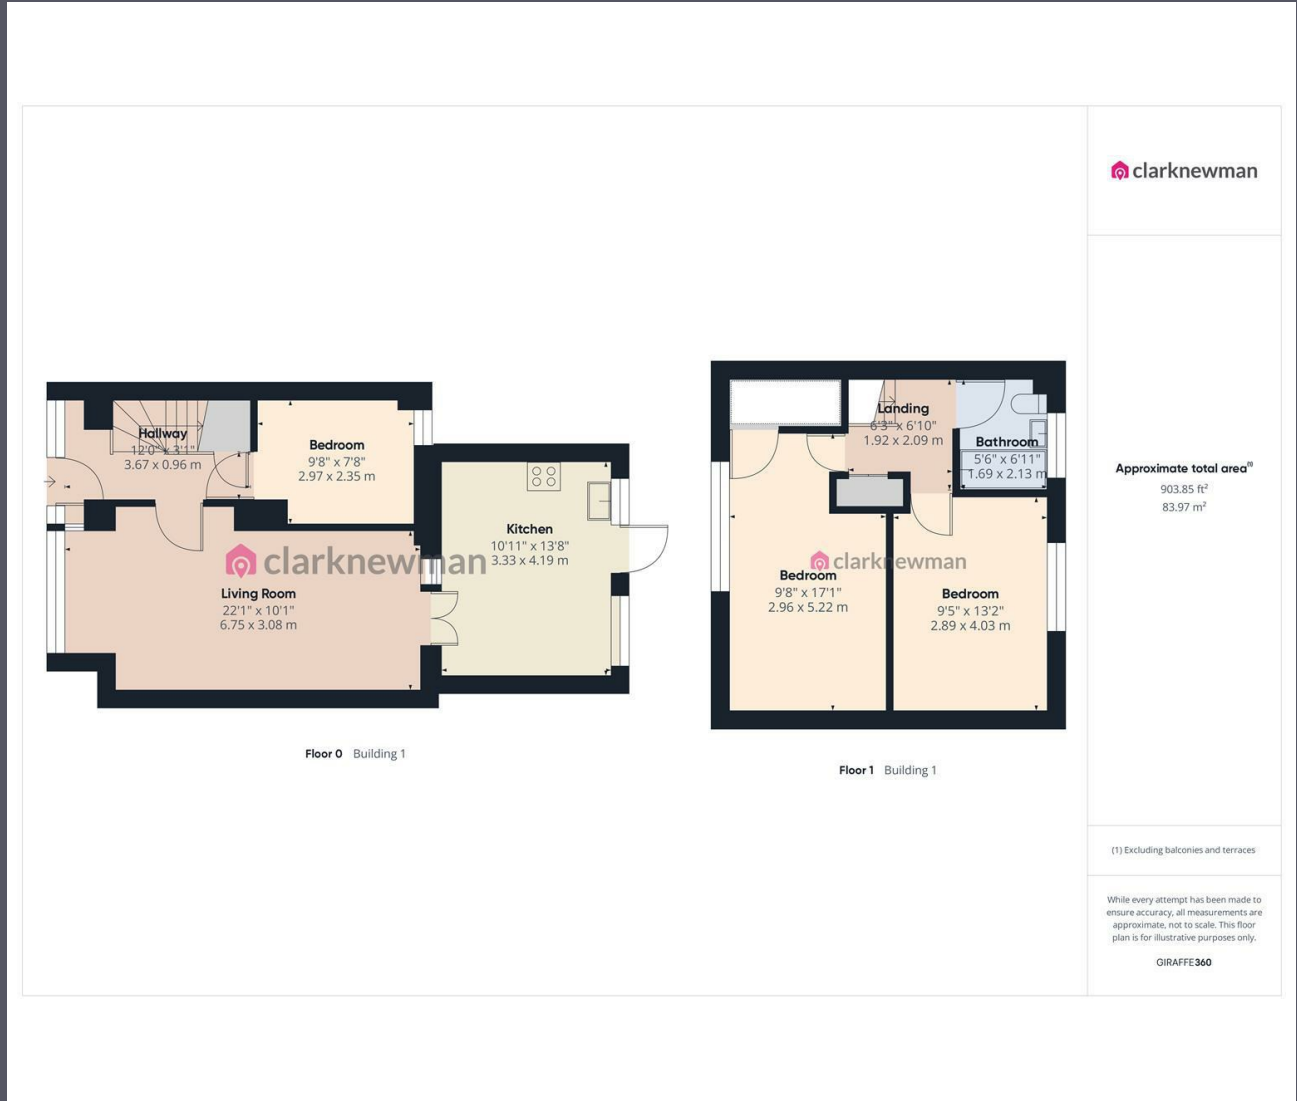 clarknewman
Hallway
12'0" x 3'1"
3.67 x 0.96 m
Bedroom
9'8" x 7'8"
2.97 x 2.35 m
Kitchen
10'11" x 13'8"
3.33 x 4.19 m
clarknewman
Living Room
22'1" x 10'1"
6.75 x 3.08 m
Floor 0 Building 1
Landing
6'3" x 6'10"
1.92 x 2.09 m
Bathroom
5'6" x 6'11"
1.69 x 2.13 m
clarknewman
Bedroom
9'8" x 17'1"
2.96 x 5.22 m
Bedroom
9'5" x 13'2"
2.89 x 4.03 m
Floor 1 Building 1
Approximate total area(1)
903.85 ft²
83.97 m²
(1) Excluding balconies and terraces
While every attempt has been made to
ensure accuracy, all measurements are
approximate, not to scale. This floor
plan is for illustrative purposes only.
GIRAFFE360